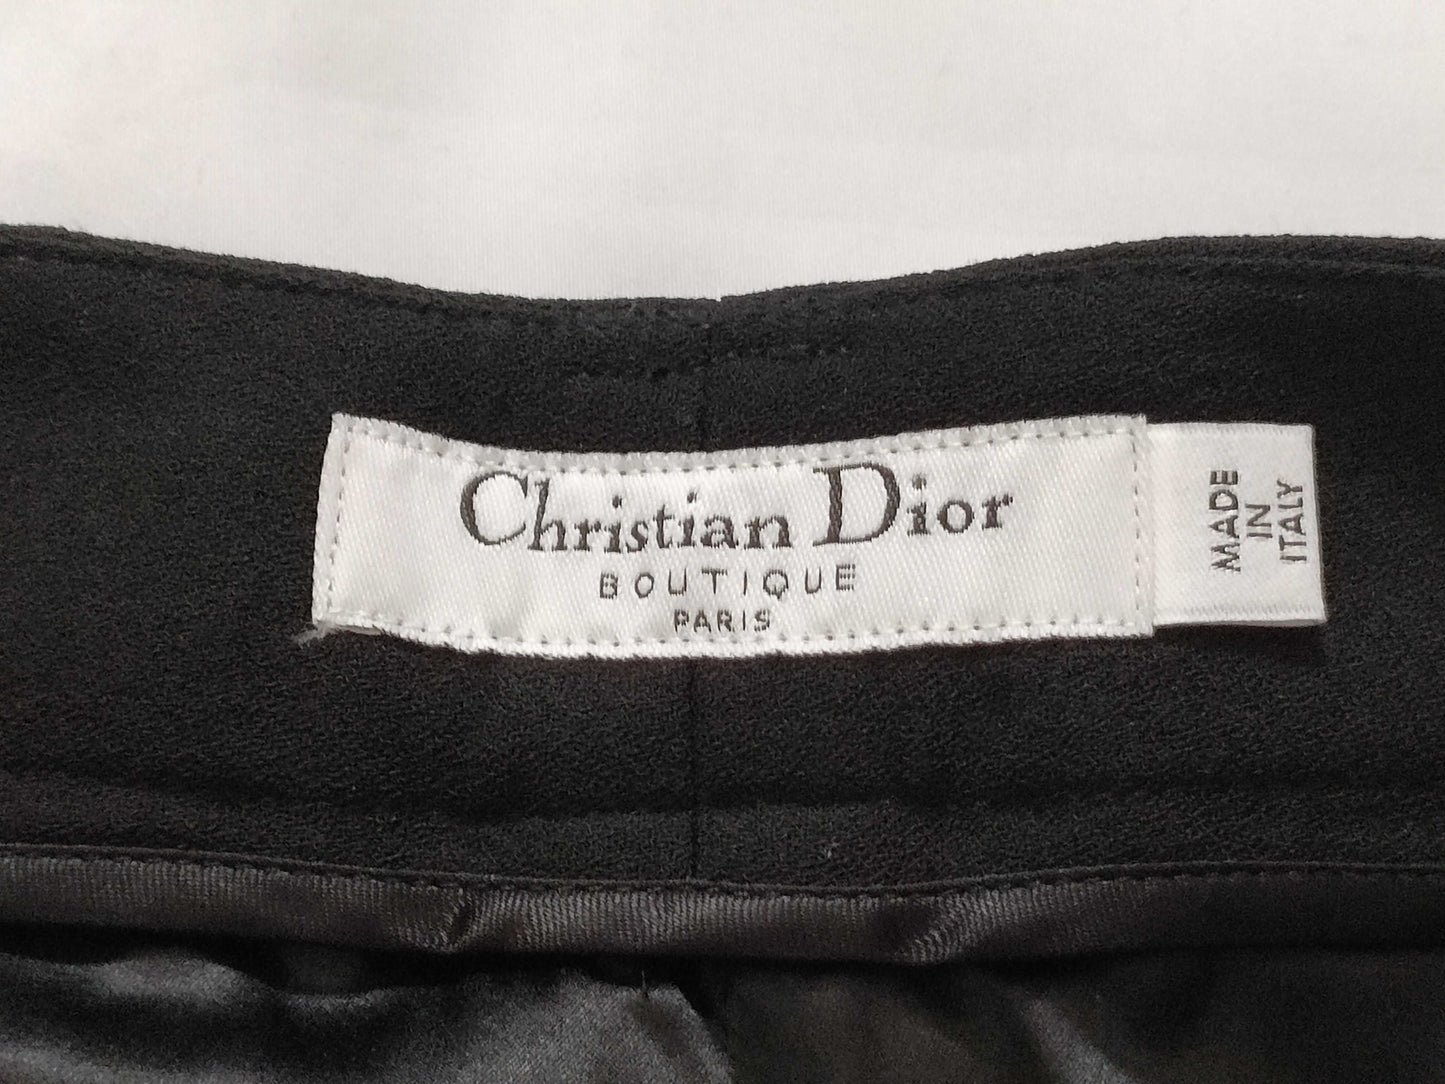 Christian Dior
BOUTIQUE
PARIS
MADE
IN
ITALY